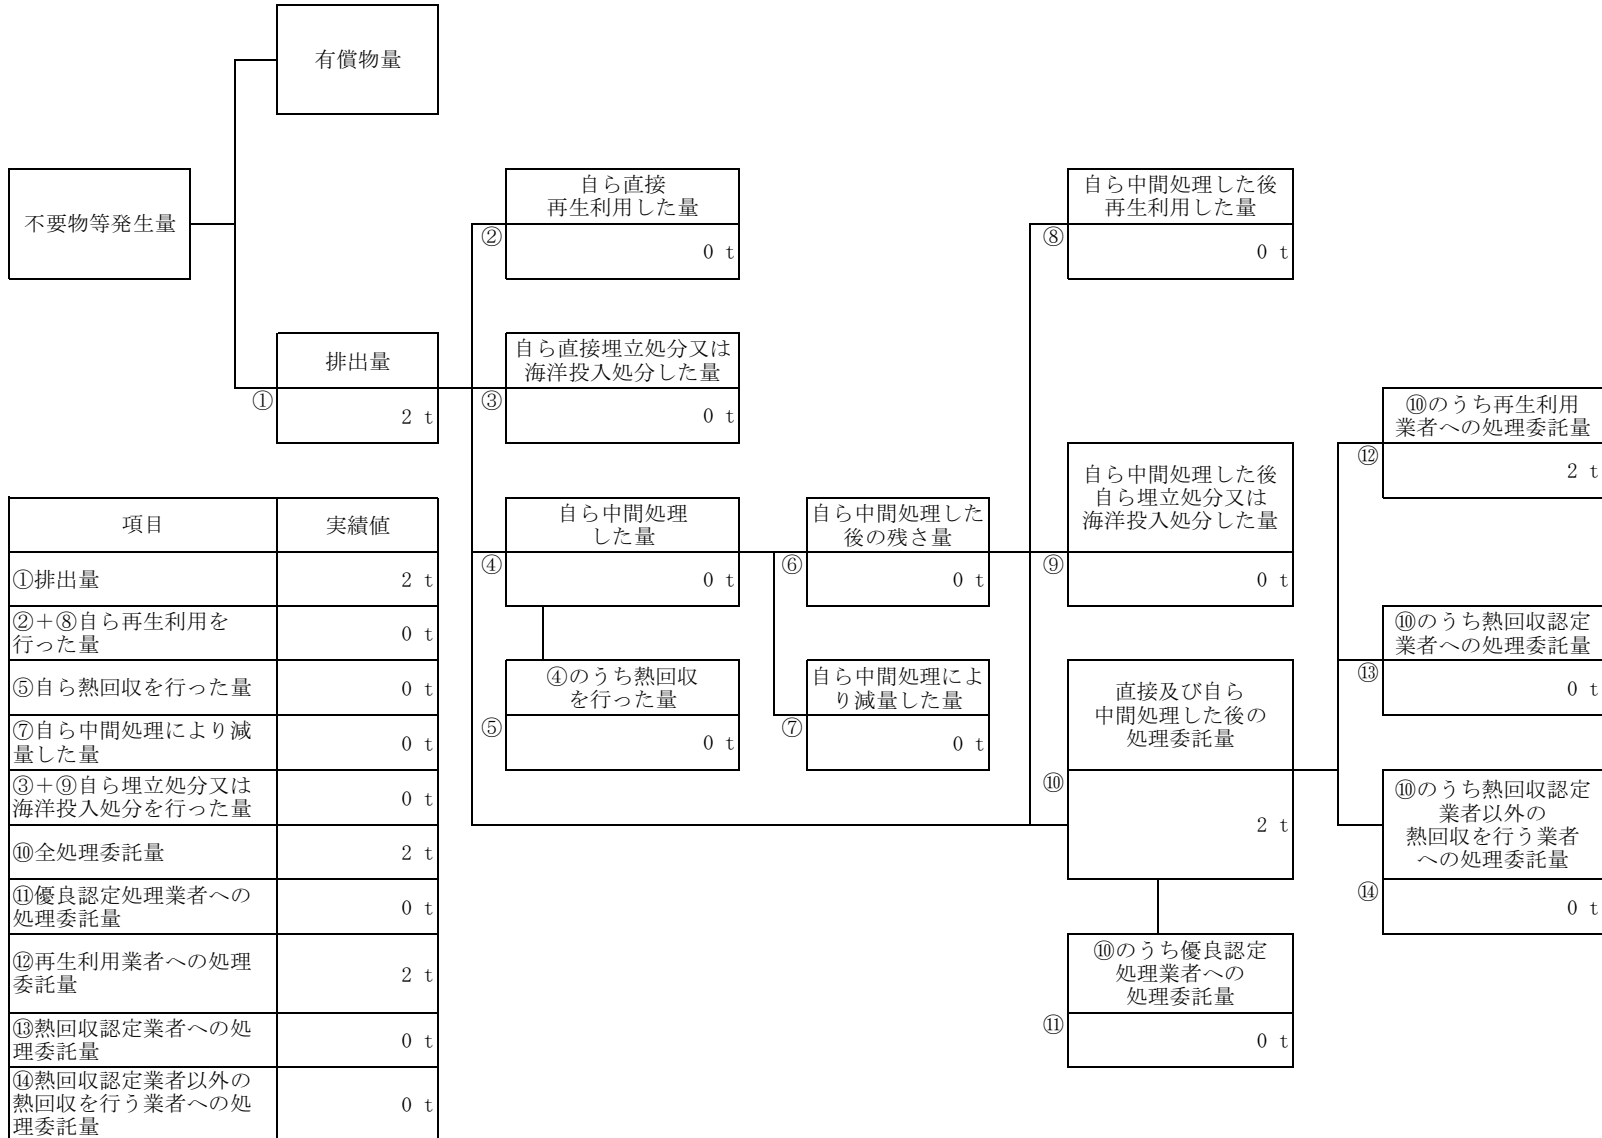 有償物量
不要物等発生量
自ら直接
再生利用した量
②
0 t
自ら中間処理した後
再生利用した量
⑧
0 t
排出量
①
2 t
自ら直接埋立処分又は
海洋投入処分した量
③
0 t
⑩のうち再生利用
業者への処理委託量
⑫
2 t
自ら中間処理
した量
④
0 t
自ら中間処理した
後の残さ量
⑥
0 t
自ら中間処理した後
自ら埋立処分又は
海洋投入処分した量
⑨
0 t
④のうち熱回収
を行った量
⑤
0 t
自ら中間処理によ
り減量した量
⑦
0 t
直接及び自ら
中間処理した後の
処理委託量
⑩
2 t
⑩のうち熱回収認定
業者への処理委託量
⑬
0 t
⑩のうち熱回収認定
業者以外の
熱回収を行う業者
への処理委託量
⑭
0 t
⑩のうち優良認定
処理業者への
処理委託量
⑪
0 t
項目 実績値
①排出量 2 t
②＋⑧自ら再生利用を
行った量 0 t
⑤自ら熱回収を行った量 0 t
⑦自ら中間処理により減
量した量 0 t
③＋⑨自ら埋立処分又は
海洋投入処分を行った量 0 t
⑩全処理委託量 2 t
⑪優良認定処理業者への
処理委託量 0 t
⑫再生利用業者への処理
委託量 2 t
⑬熱回収認定業者への処
理委託量 0 t
⑭熱回収認定業者以外の
熱回収を行う業者への処
理委託量 0 t